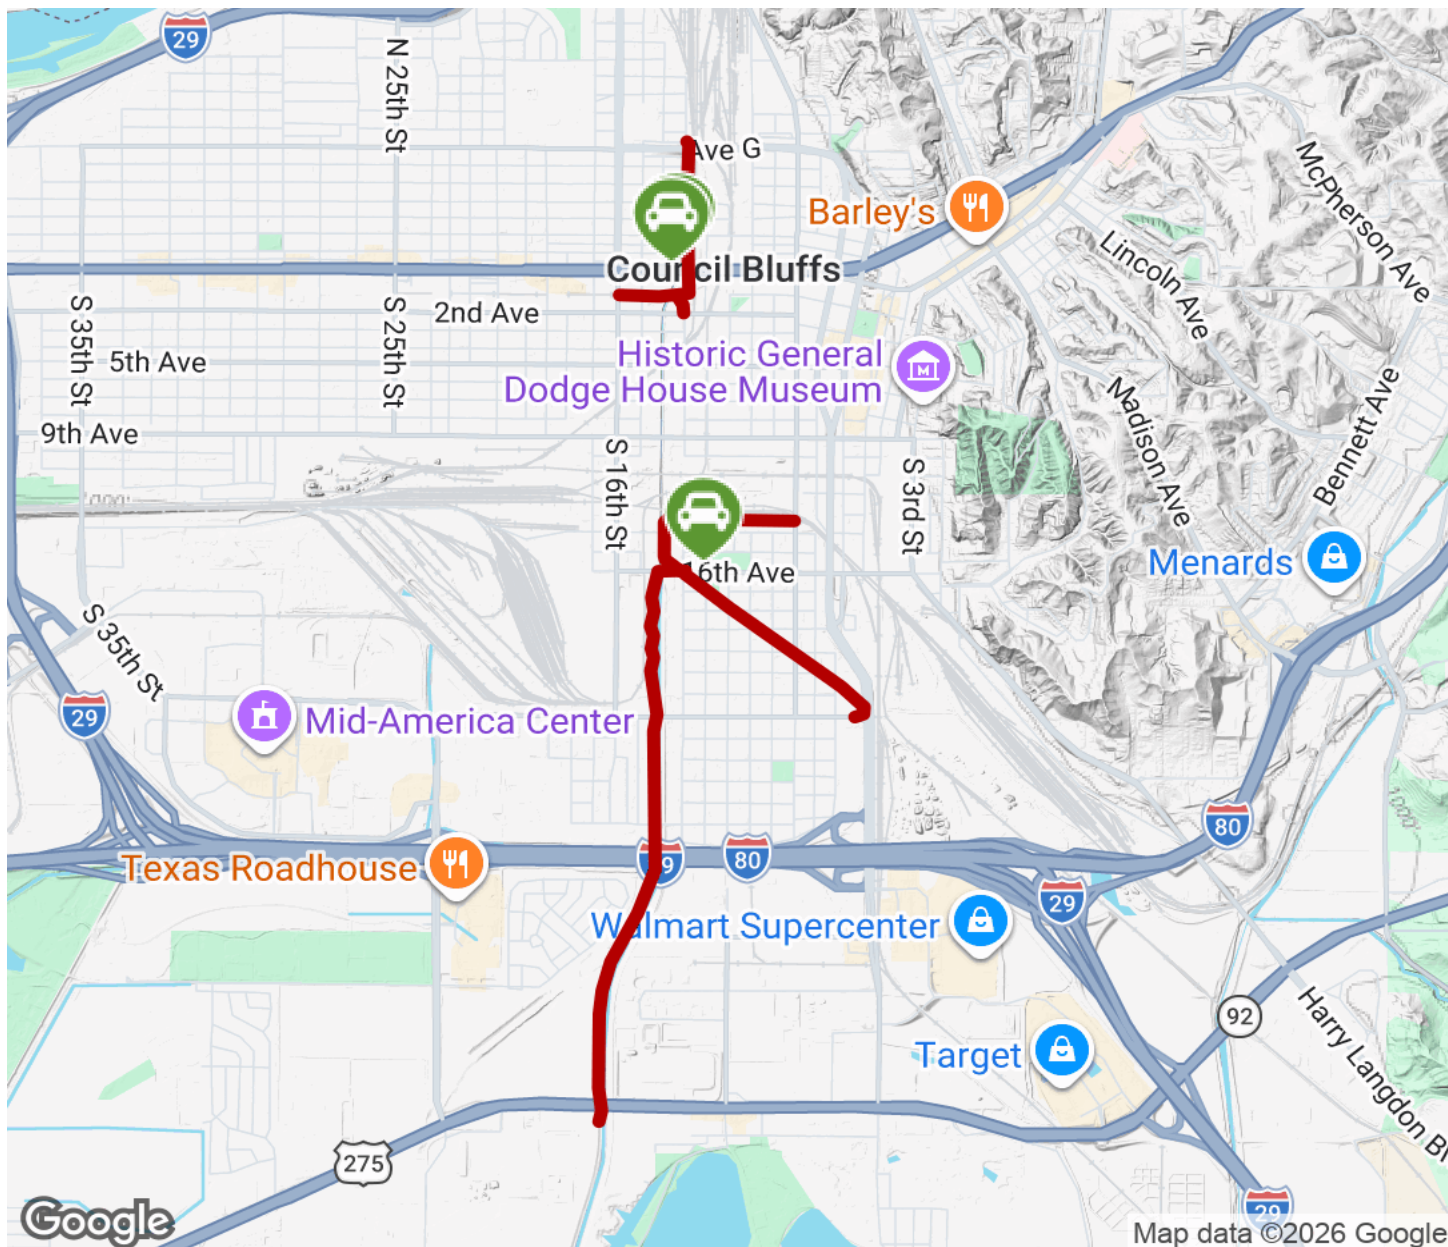 29
N 25th St
Ave G
McPherson Ave
Barley's
Lincoln Ave
Council Bluffs
S 35th St
S 25th St
2nd Ave
5th Ave
Historic General
Dodge House Museum
Madison Ave
Bennett Ave
9th Ave
S 16th St
S 3rd St
16th Ave
Menards
S 35th St
29
Mid-America Center
80
Texas Roadhouse
80
29
Walmart Supercenter
92
Harry Langdon Bl
Target
275
29
Google
Map data ©2026 Google